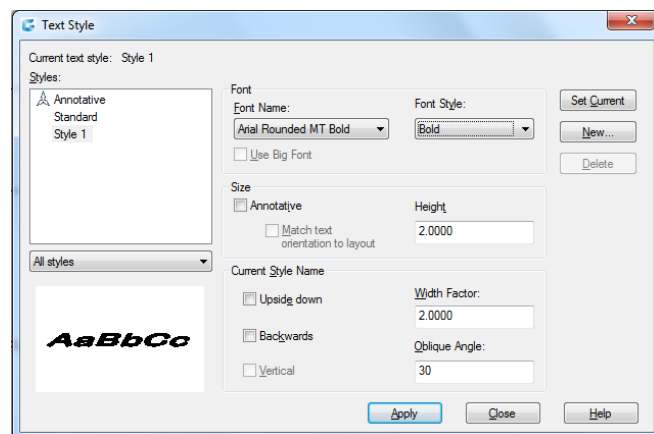 Text Style
Current text style: Style 1
Styles:
Annotative
Standard
Style 1
All styles
AaBbCc
Font
Font Name:
Arial Rounded MT Bold
Font Style:
Bold
Use Big Font
Size
Annotative
Match text
orientation to layout
Height
2.0000
Current Style Name
Upside down
Backwards
Vertical
Width Factor:
2.0000
Oblique Angle:
30
Set Current
New...
Delete
Apply
Close
Help